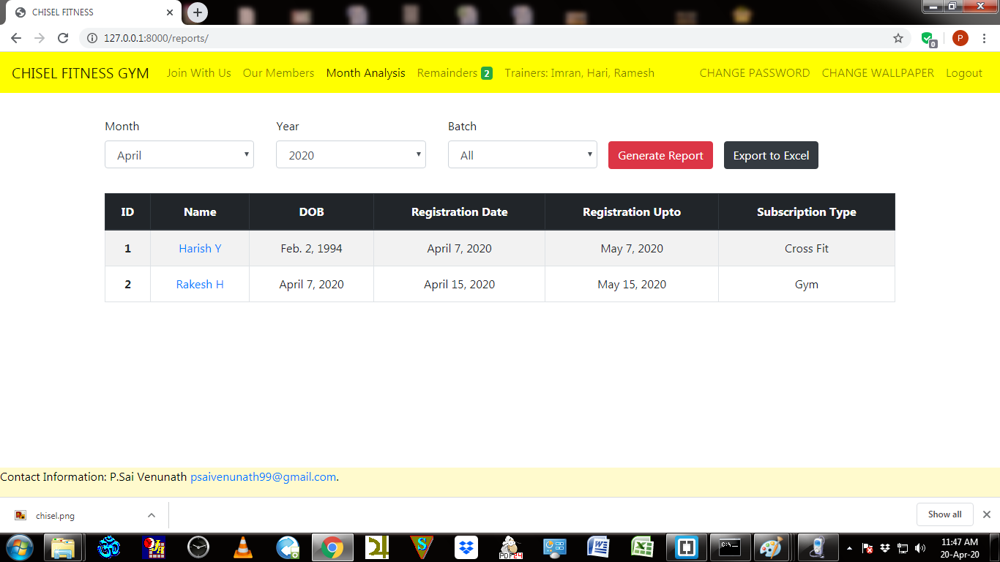 CHISEL FITNESS
127.0.0.1:8000/reports/
0
P
CHISEL FITNESS GYM Join With Us Our Members Month Analysis Remainders 2 Trainers: Imran, Hari, Ramesh CHANGE PASSWORD CHANGE WALLPAPER Logout
Month Year Batch
April 2020 All Generate Report Export to Excel
ID Name DOB Registration Date Registration Upto Subscription Type
1 Harish Y Feb. 2, 1994 April 7, 2020 May 7, 2020 Cross Fit
2 Rakesh H April 7, 2020 April 15, 2020 May 15, 2020 Gym
Contact Information: P.Sai Venunath psaivenunath99@gmail.com.
chisel.png Show all
C:\_
PDF24
11:47 AM
20-Apr-20